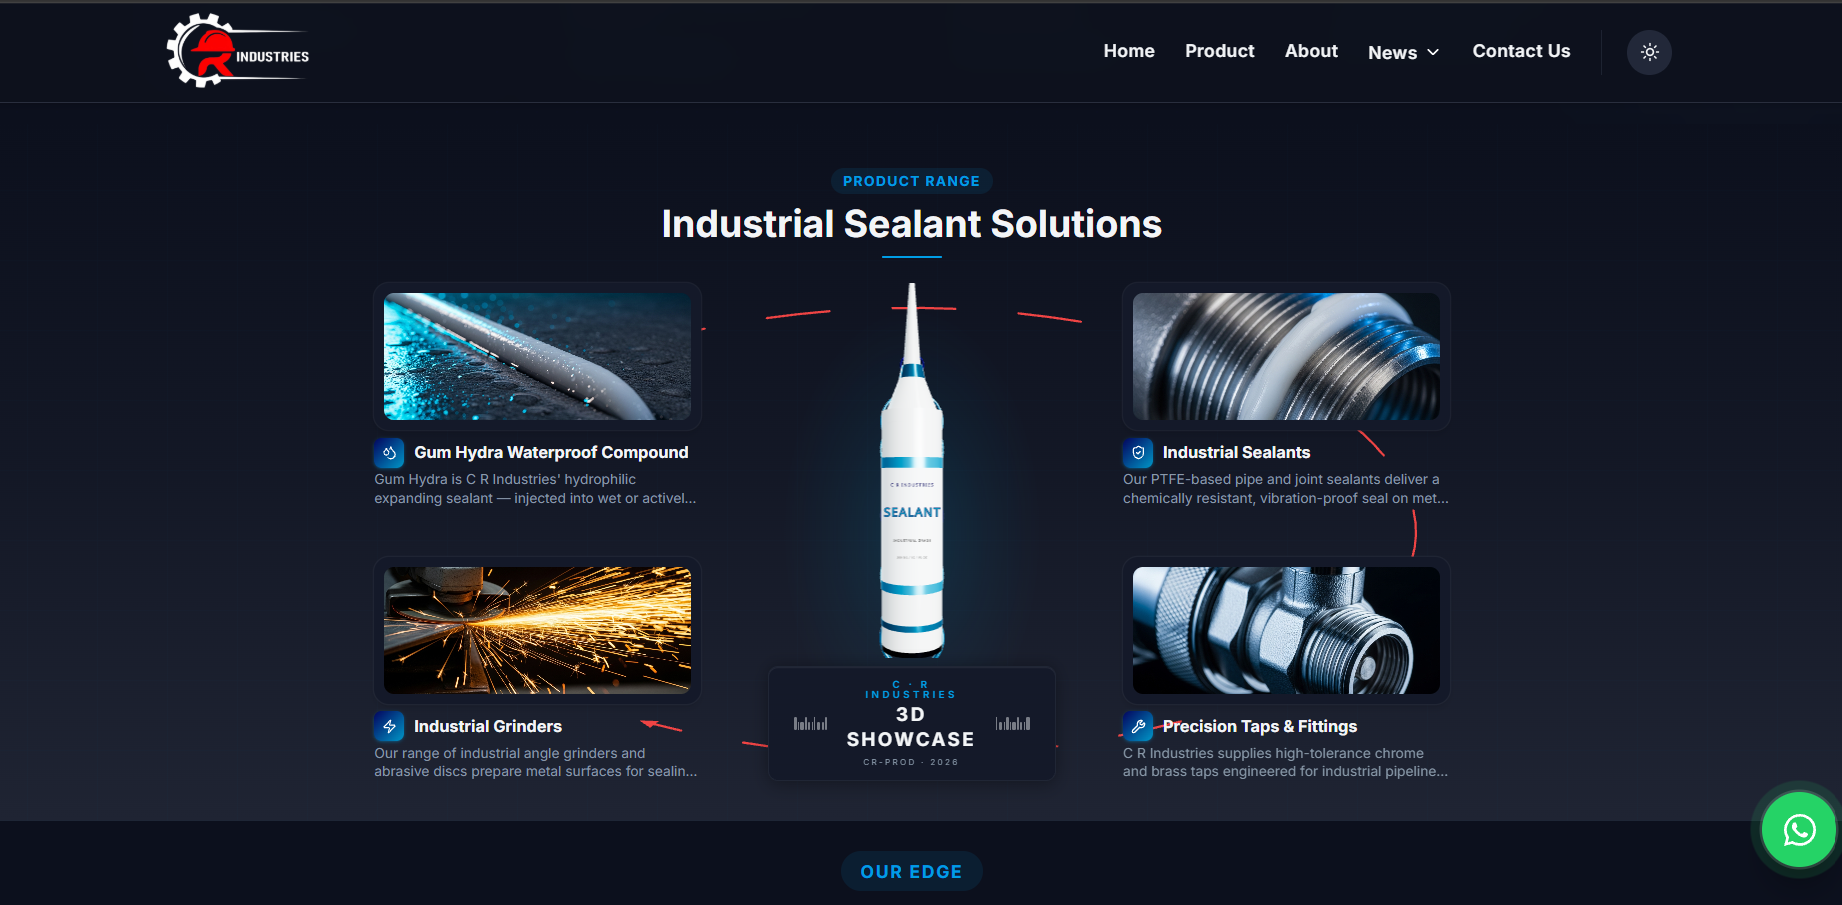 INDUSTRIES
Home
Product
About
News
Contact Us
PRODUCT RANGE
Industrial Sealant Solutions
Gum Hydra Waterproof Compound
Gum Hydra is C R Industries' hydrophilic
expanding sealant — injected into wet or activel...
Industrial Grinders
Our range of industrial angle grinders and
abrasive discs prepare metal surfaces for sealin...
C R INDUSTRIES
SEALANT
C · R
INDUSTRIES
3D
SHOWCASE
CR-PROD · 2026
Industrial Sealants
Our PTFE-based pipe and joint sealants deliver a
chemically resistant, vibration-proof seal on met...
Precision Taps & Fittings
C R Industries supplies high-tolerance chrome
and brass taps engineered for industrial pipeline...
OUR EDGE